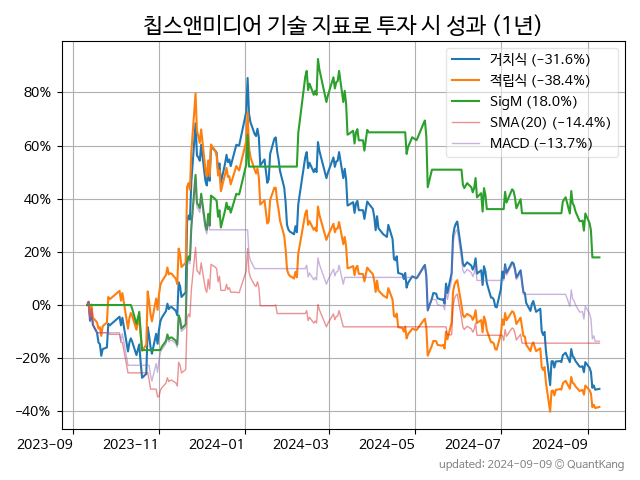 칩스앤미디어 기술 지표로 투자 시 성과 (1년)
거치식 (−31.6%)
적립식 (−38.4%)
SigM (18.0%)
SMA(20) (−14.4%)
MACD (−13.7%)
80%
60%
40%
20%
0%
−20%
−40%
2023-09 2023-11 2024-01 2024-03 2024-05 2024-07 2024-09
updated: 2024-09-09 © QuantKang